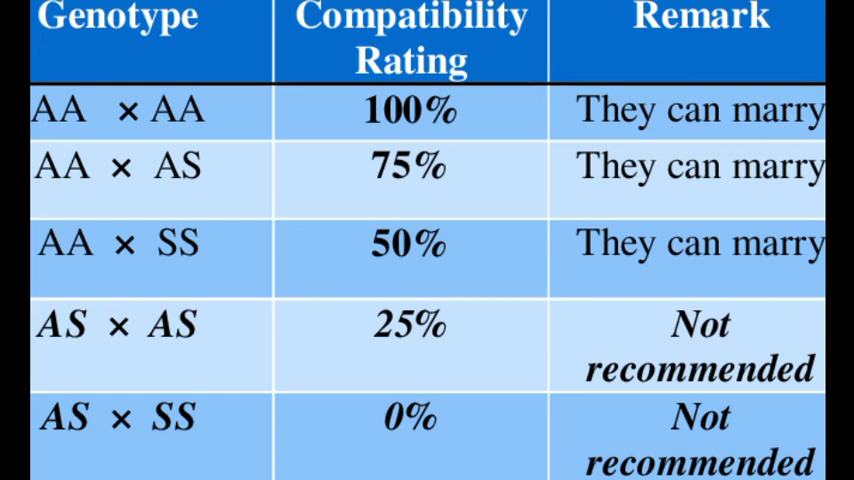 Genotype Compatibility Rating Remark
AA × AA 100% They can marry
AA × AS 75% They can marry
AA × SS 50% They can marry
AS × AS 25% Not recommended
AS × SS 0% Not recommended